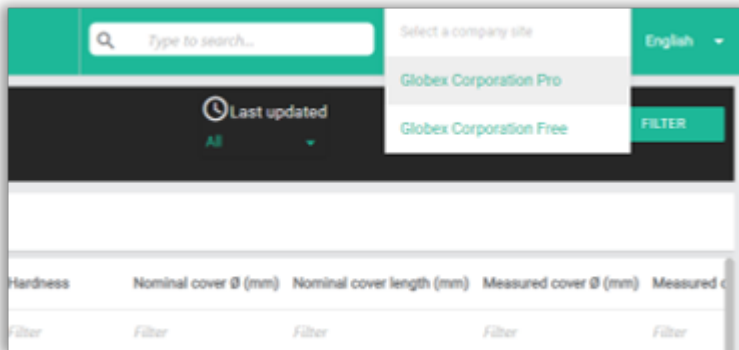 Type to search...
Select a company site
English
Globex Corporation Pro
Last updated
Globex Corporation Free
FILTER
All
Hardness Nominal cover Ø (mm) Nominal cover length (mm) Measured cover Ø (mm) Measured
Filter Filter Filter Filter Filter